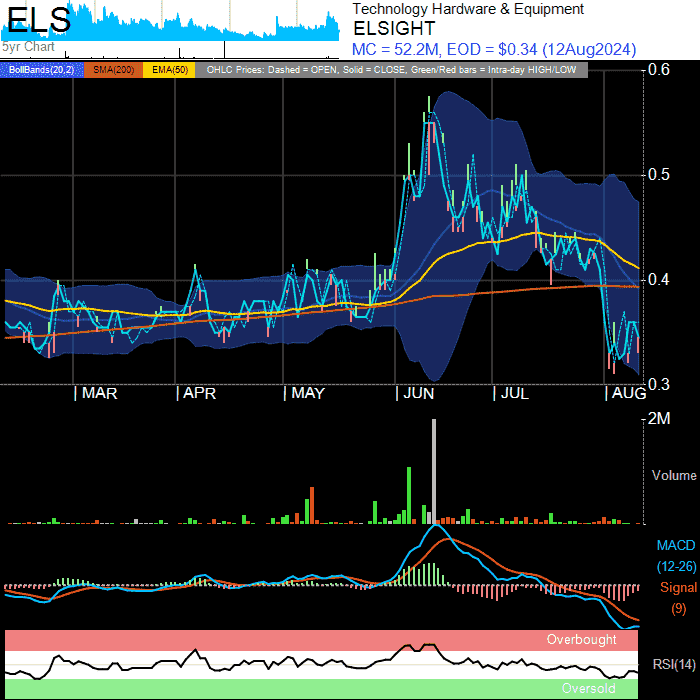 ELS
5yr Chart
Technology Hardware & Equipment
ELSIGHT
MC = 52.2M, EOD = $0.34 (12Aug2024)
BollBands(20,2) SMA(200) EMA(50) OHLC Prices: Dashed = OPEN, Solid = CLOSE, Green/Red bars = Intra-day HIGH/LOW
0.6
0.5
0.4
0.3
MAR APR MAY JUN JUL AUG
2M
Volume
MACD
(12-26)
Signal
(9)
Overbought
RSI(14)
Oversold